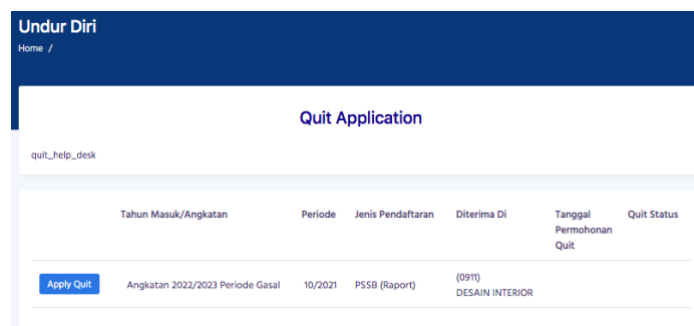 Undur Diri
Home /
Quit Application
quit_help_desk
Tahun Masuk/Angkatan Periode Jenis Pendaftaran Diterima Di Tanggal Permohonan Quit Quit Status
Apply Quit Angkatan 2022/2023 Periode Gasal 10/2021 PSSB (Raport) (0911) DESAIN INTERIOR